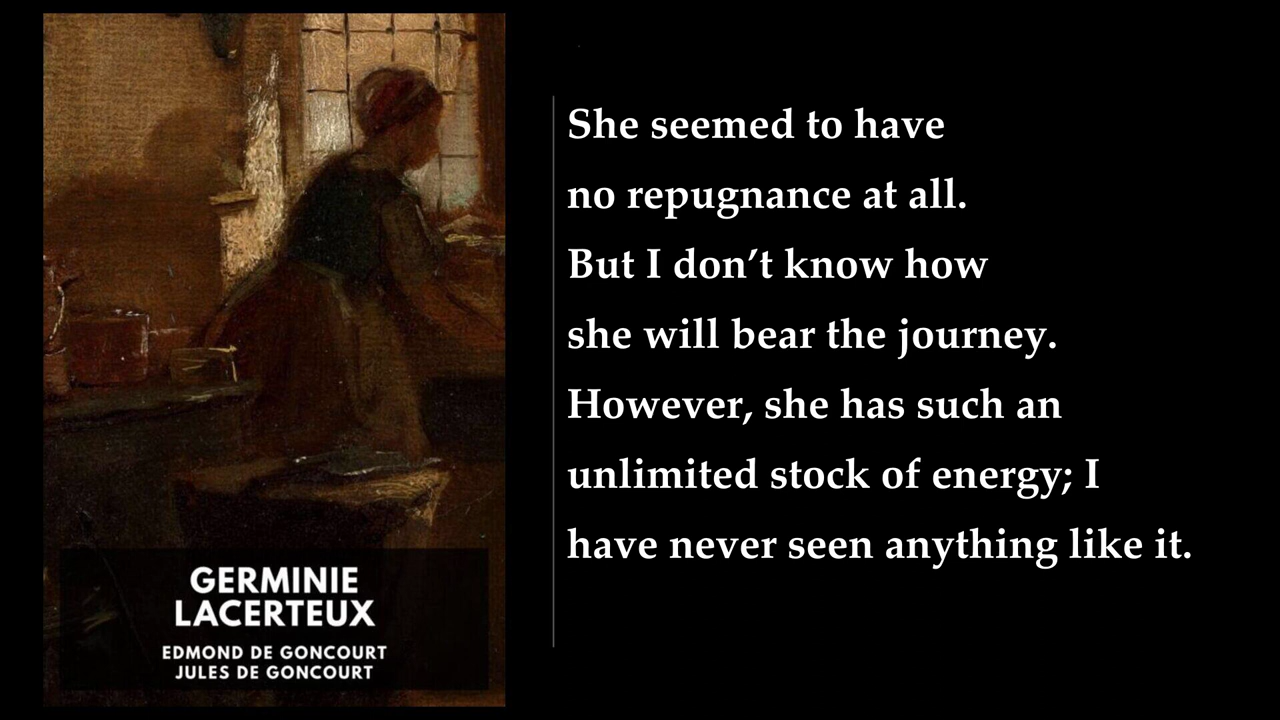 She seemed to have
no repugnance at all.
But I don’t know how
she will bear the journey.
However, she has such an
unlimited stock of energy; I
have never seen anything like it.
GERMINIE
LACERTEUX
EDMOND DE GONCOURT
JULES DE GONCOURT